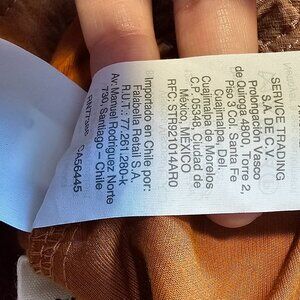 SERVICE TRADING
S.A. DE C.V.
Prolongación Vasco
de Quiroga 4800, Torre 2,
Piso 3 Col. Santa Fe
Cuajimalpa, Del.
Cuajimalpa de Morelos
C.P. 05348, Ciudad de
México, MEXICO
RFC: STR921014AR0
Importado en Chile por:
Falabella Retail S.A.
R.U.T.: 77.261.280-k
Av: Manuel Rodríguez Norte
730, Santiago - Chile
CA56445